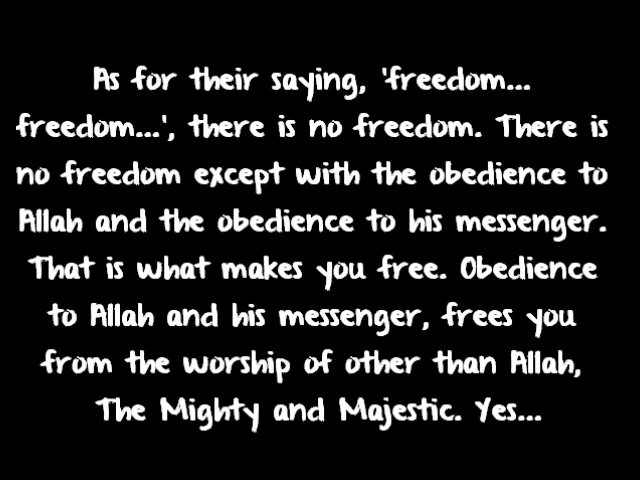 As for their saying, 'freedom...
freedom...', there is no freedom. There is
no freedom except with the obedience to
Allah and the obedience to his messenger.
That is what makes you free. Obedience
to Allah and his messenger, frees you
from the worship of other than Allah,
The Mighty and Majestic. Yes...